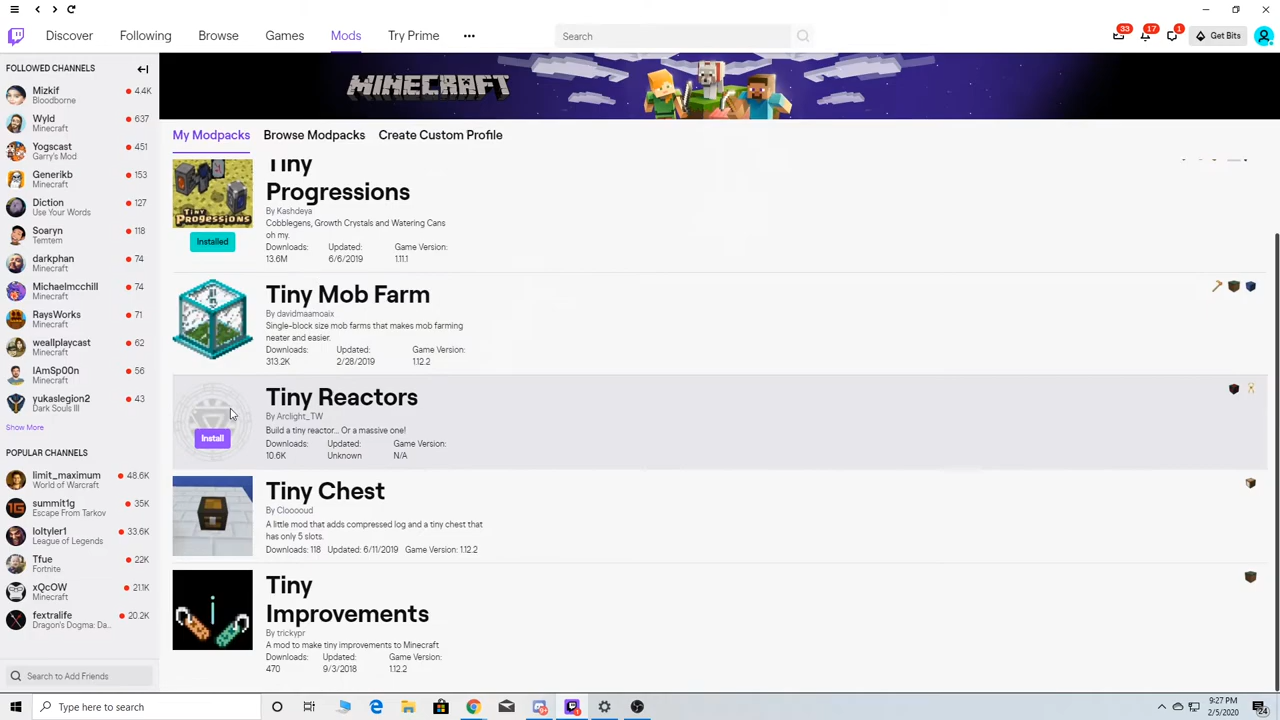 Discover Following Browse Games Mods Try Prime Search 33 17 1 Get Bits
FOLLOWED CHANNELS
Mizkif 4.4K
Bloodborne
Wyld 637
Minecraft
Yogscast 451
Garry's Mod
Generikb 153
Minecraft
Diction 127
Use Your Words
Soaryn 118
Temtem
darkphan 74
Minecraft
Michaelmcchill 74
Minecraft
RaysWorks 71
Minecraft
weallplaycast 62
Minecraft
IAmSp00n 56
Minecraft
yukaslegion2 43
Dark Souls III
Show More
POPULAR CHANNELS
limit_maximum 48.6K
World of Warcraft
summit1g 35K
Escape From Tarkov
loltyler1 33.6K
League of Legends
Tfue 22K
Fortnite
xQcOW 21.1K
Minecraft
fextralife 20.2K
Dragon's Dogma: Da...
Search to Add Friends
MINECRAFT
My Modpacks Browse Modpacks Create Custom Profile
Tiny
Progressions
By Kashdeya
Cobblegens, Growth Crystals and Watering Cans
oh my.
Downloads: Updated: Game Version:
13.6M 6/6/2019 1.11.1
TINY PROGRESSIONS
Installed
Tiny Mob Farm
By davidmaamoaix
Single-block size mob farms that makes mob farming
neater and easier.
Downloads: Updated: Game Version:
313.2K 2/28/2019 1.12.2
Tiny Reactors
By Arclight_TW
Build a tiny reactor... Or a massive one!
Downloads: Updated: Game Version:
10.6K Unknown N/A
Install
Tiny Chest
By Clooooud
A little mod that adds compressed log and a tiny chest that
has only 5 slots.
Downloads: 118 Updated: 6/11/2019 Game Version: 1.12.2
Tiny
Improvements
By trickypr
A mod to make tiny improvements to Minecraft
Downloads: Updated: Game Version:
470 9/3/2018 1.12.2
Type here to search
9:27 PM
2/5/2020
24